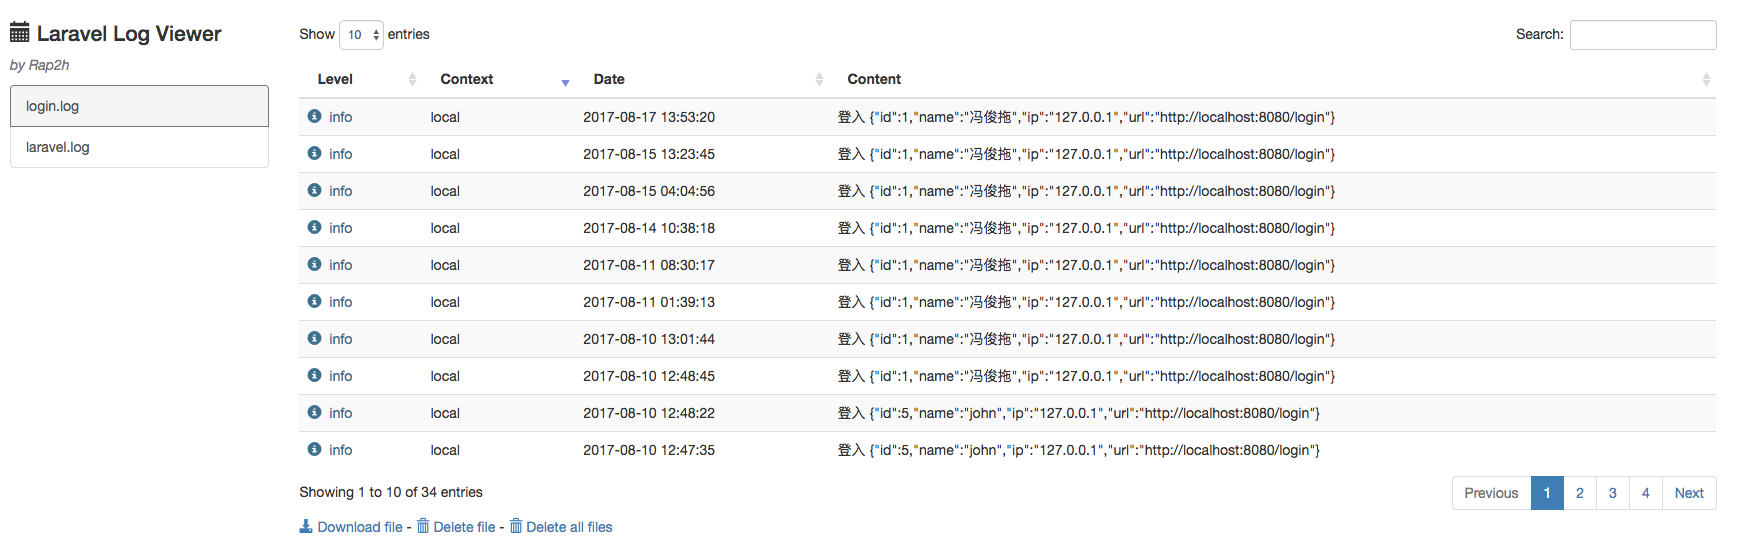 Laravel Log Viewer
by Rap2h
login.log
laravel.log
Show 10 entries
Search:
Level Context Date Content
info local 2017-08-17 13:53:20 登入 {"id":1,"name":"冯俊拖","ip":"127.0.0.1","url":"http://localhost:8080/login"}
info local 2017-08-15 13:23:45 登入 {"id":1,"name":"冯俊拖","ip":"127.0.0.1","url":"http://localhost:8080/login"}
info local 2017-08-15 04:04:56 登入 {"id":1,"name":"冯俊拖","ip":"127.0.0.1","url":"http://localhost:8080/login"}
info local 2017-08-14 10:38:18 登入 {"id":1,"name":"冯俊拖","ip":"127.0.0.1","url":"http://localhost:8080/login"}
info local 2017-08-11 08:30:17 登入 {"id":1,"name":"冯俊拖","ip":"127.0.0.1","url":"http://localhost:8080/login"}
info local 2017-08-11 01:39:13 登入 {"id":1,"name":"冯俊拖","ip":"127.0.0.1","url":"http://localhost:8080/login"}
info local 2017-08-10 13:01:44 登入 {"id":1,"name":"冯俊拖","ip":"127.0.0.1","url":"http://localhost:8080/login"}
info local 2017-08-10 12:48:45 登入 {"id":1,"name":"冯俊拖","ip":"127.0.0.1","url":"http://localhost:8080/login"}
info local 2017-08-10 12:48:22 登入 {"id":5,"name":"john","ip":"127.0.0.1","url":"http://localhost:8080/login"}
info local 2017-08-10 12:47:35 登入 {"id":5,"name":"john","ip":"127.0.0.1","url":"http://localhost:8080/login"}
Showing 1 to 10 of 34 entries
Previous 1 2 3 4 Next
Download file - Delete file - Delete all files